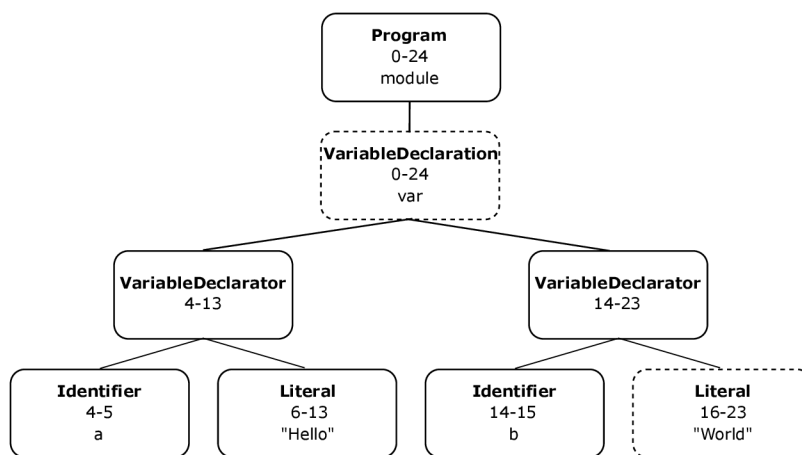 Program
0-24
module
VariableDeclaration
0-24
var
VariableDeclarator
4-13
VariableDeclarator
14-23
Identifier
4-5
a
Literal
6-13
"Hello"
Identifier
14-15
b
Literal
16-23
"World"